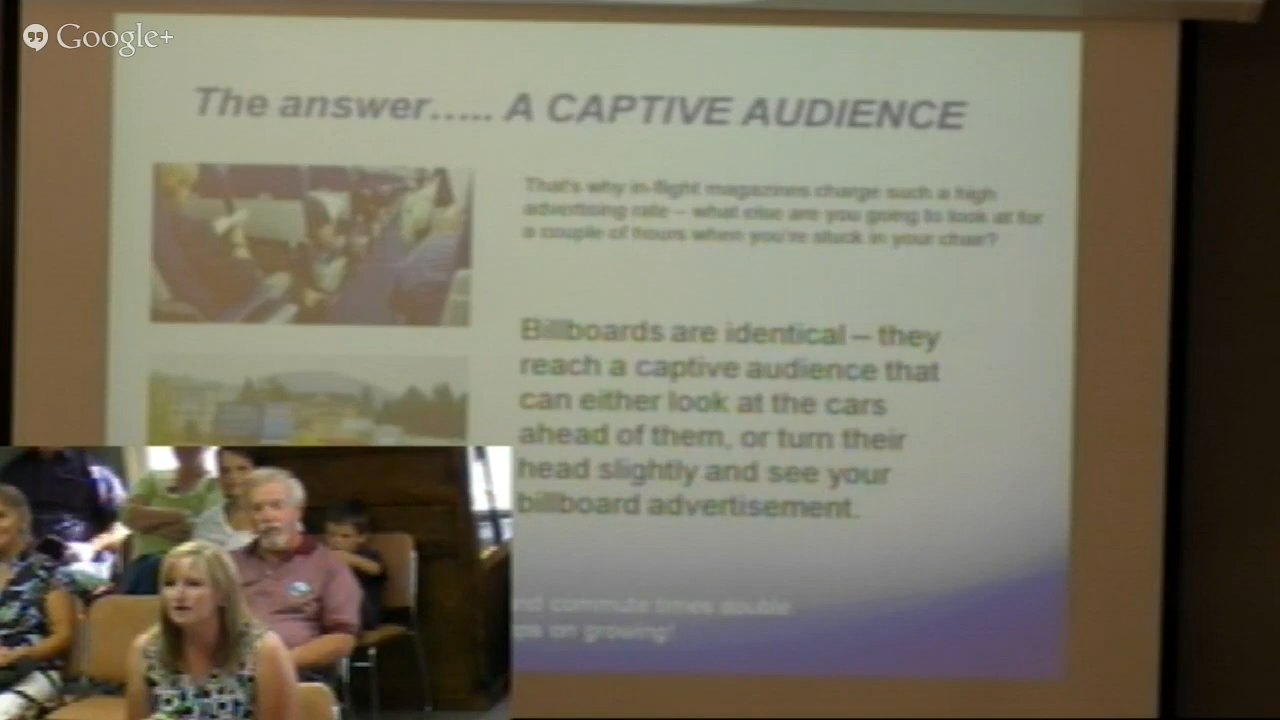 Google+
The answer..... A CAPTIVE AUDIENCE
That's why in-flight magazines charge such a high
advertising rate – what else are you going to look at for
a couple of hours when you're stuck in your chair?
Billboards are identical – they
reach a captive audience that
can either look at the cars
ahead of them, or turn their
head slightly and see your
billboard advertisement.
commute times double
on growing!